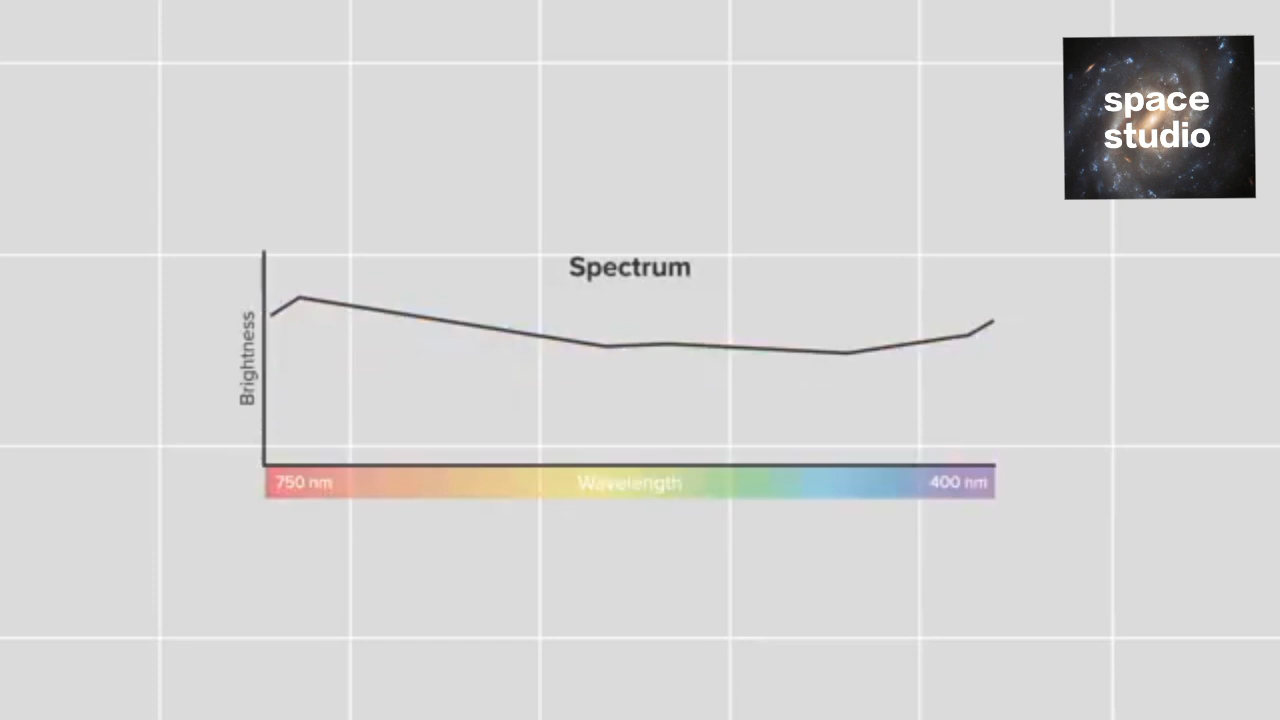 space
studio
Spectrum
Brightness
750 nm
Wavelength
400 nm